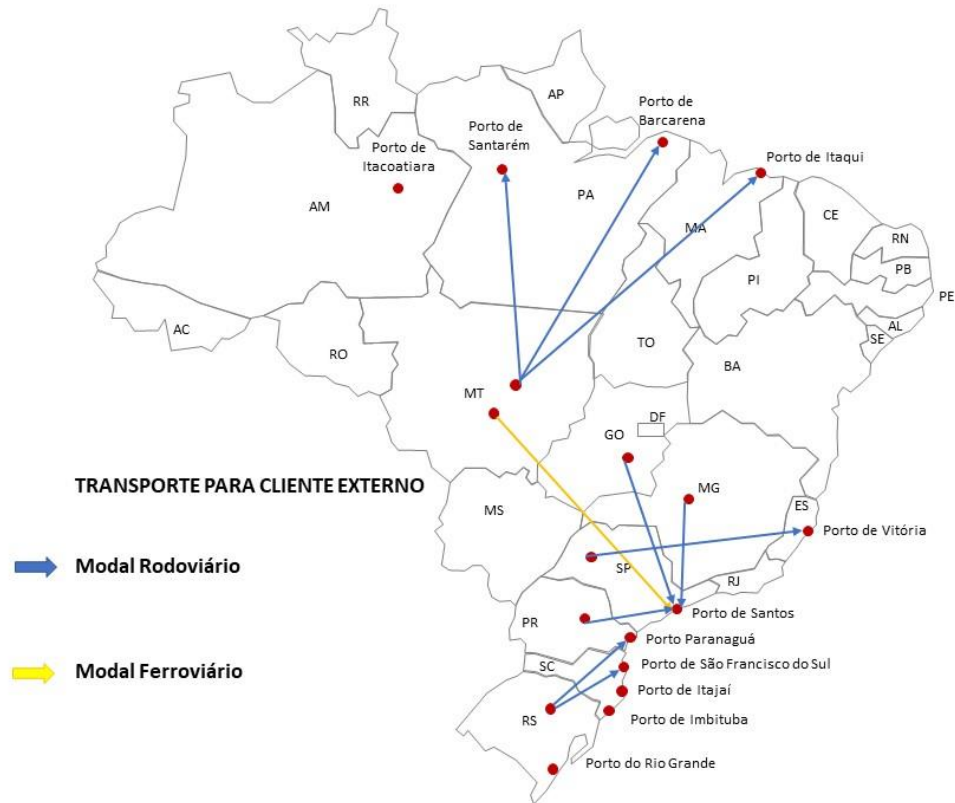 RR
AP
Porto de
Barcarena
Porto de
Santarém
Porto de
Itacoatiara
Porto de Itaqui
AM
PA
MA
CE
RN
PB
PI
PE
AL
SE
AC
RO
TO
BA
MT
DF
GO
TRANSPORTE PARA CLIENTE EXTERNO
MS
MG
ES
Porto de Vitória
Modal Rodoviário
SP
RJ
Porto de Santos
PR
Porto Paranaguá
SC
Porto de São Francisco do Sul
Modal Ferroviário
Porto de Itajaí
RS
Porto de Imbituba
Porto do Rio Grande